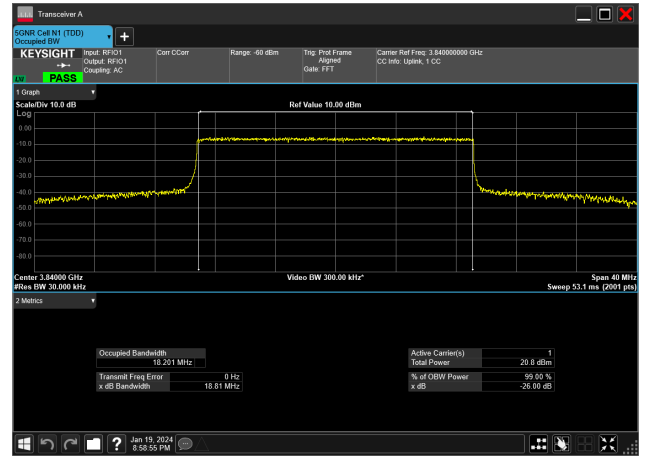 Transceiver A
5GNR Cell N1 (TDD)
Occupied BW
KEYSIGHT
PASS
Input: RFIO1
Output: RFIO1
Coupling: AC
Corr CCorr
Range: -60 dBm
Trig: Prot Frame
Aligned
Gate: FFT
Carrier Ref Freq: 3.840000000 GHz
CC Info: Uplink, 1 CC
1 Graph
Scale/Div 10.0 dB
Ref Value 10.00 dBm
Log
0.00
-10.0
-20.0
-30.0
-40.0
-50.0
-60.0
-70.0
-80.0
Center 3.84000 GHz
Video BW 300.00 kHz*
Span 40 MHz
#Res BW 30.000 kHz
Sweep 53.1 ms (2001 pts)
2 Metrics
Occupied Bandwidth
18.201 MHz
Transmit Freq Error 0 Hz
x dB Bandwidth 18.81 MHz
Active Carrier(s) 1
Total Power 20.8 dBm
% of OBW Power 99.00 %
x dB -26.00 dB
Jan 19, 2024
8:58:55 PM